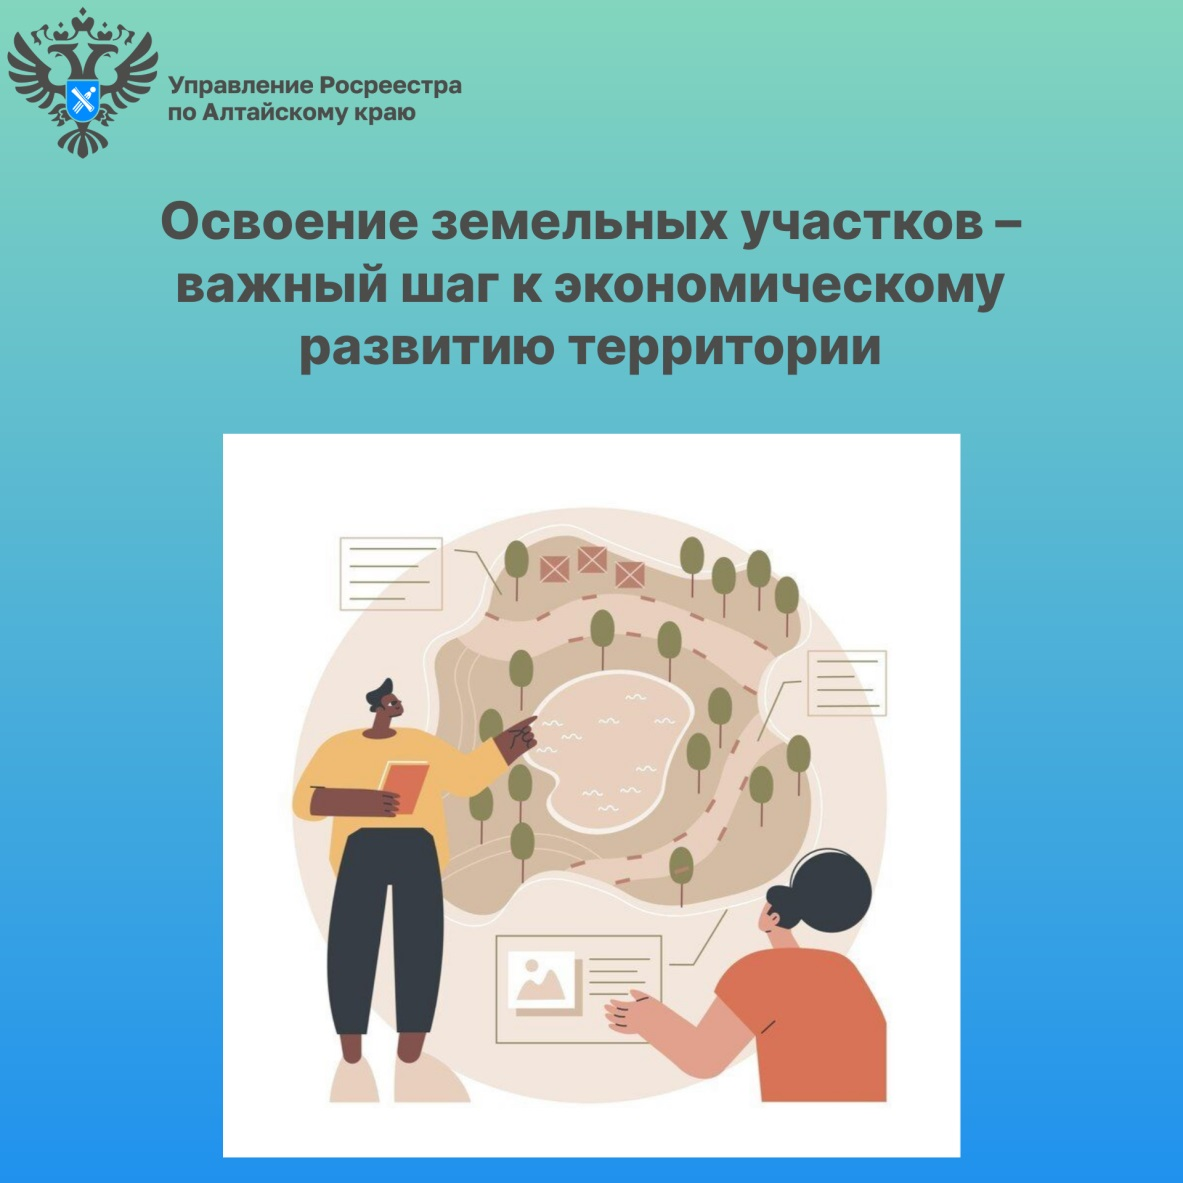 Управление Росреестра
по Алтайскому краю
Освоение земельных участков –
важный шаг к экономическому
развитию территории